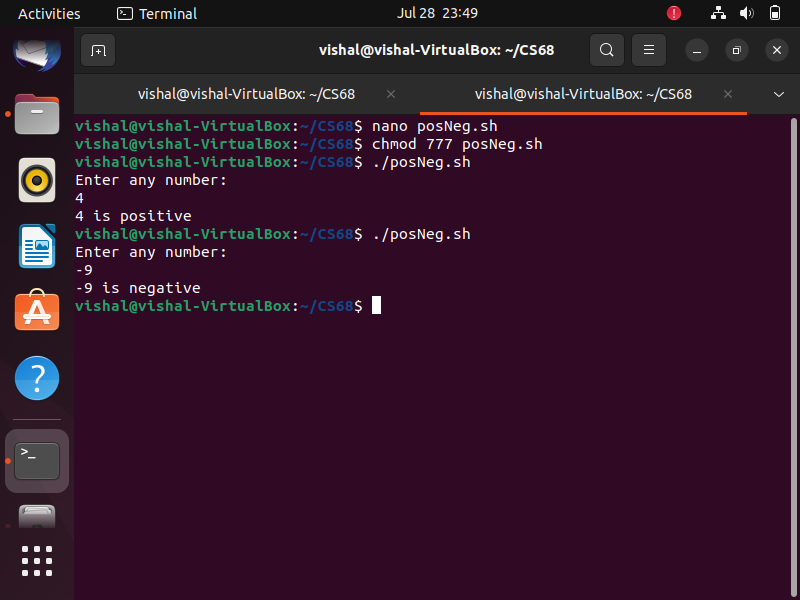 Activities Terminal Jul 28 23:49
vishal@vishal-VirtualBox: ~/CS68
vishal@vishal-VirtualBox: ~/CS68 vishal@vishal-VirtualBox: ~/CS68
vishal@vishal-VirtualBox:~/CS68$ nano posNeg.sh
vishal@vishal-VirtualBox:~/CS68$ chmod 777 posNeg.sh
vishal@vishal-VirtualBox:~/CS68$ ./posNeg.sh
Enter any number:
4
4 is positive
vishal@vishal-VirtualBox:~/CS68$ ./posNeg.sh
Enter any number:
-9
-9 is negative
vishal@vishal-VirtualBox:~/CS68$